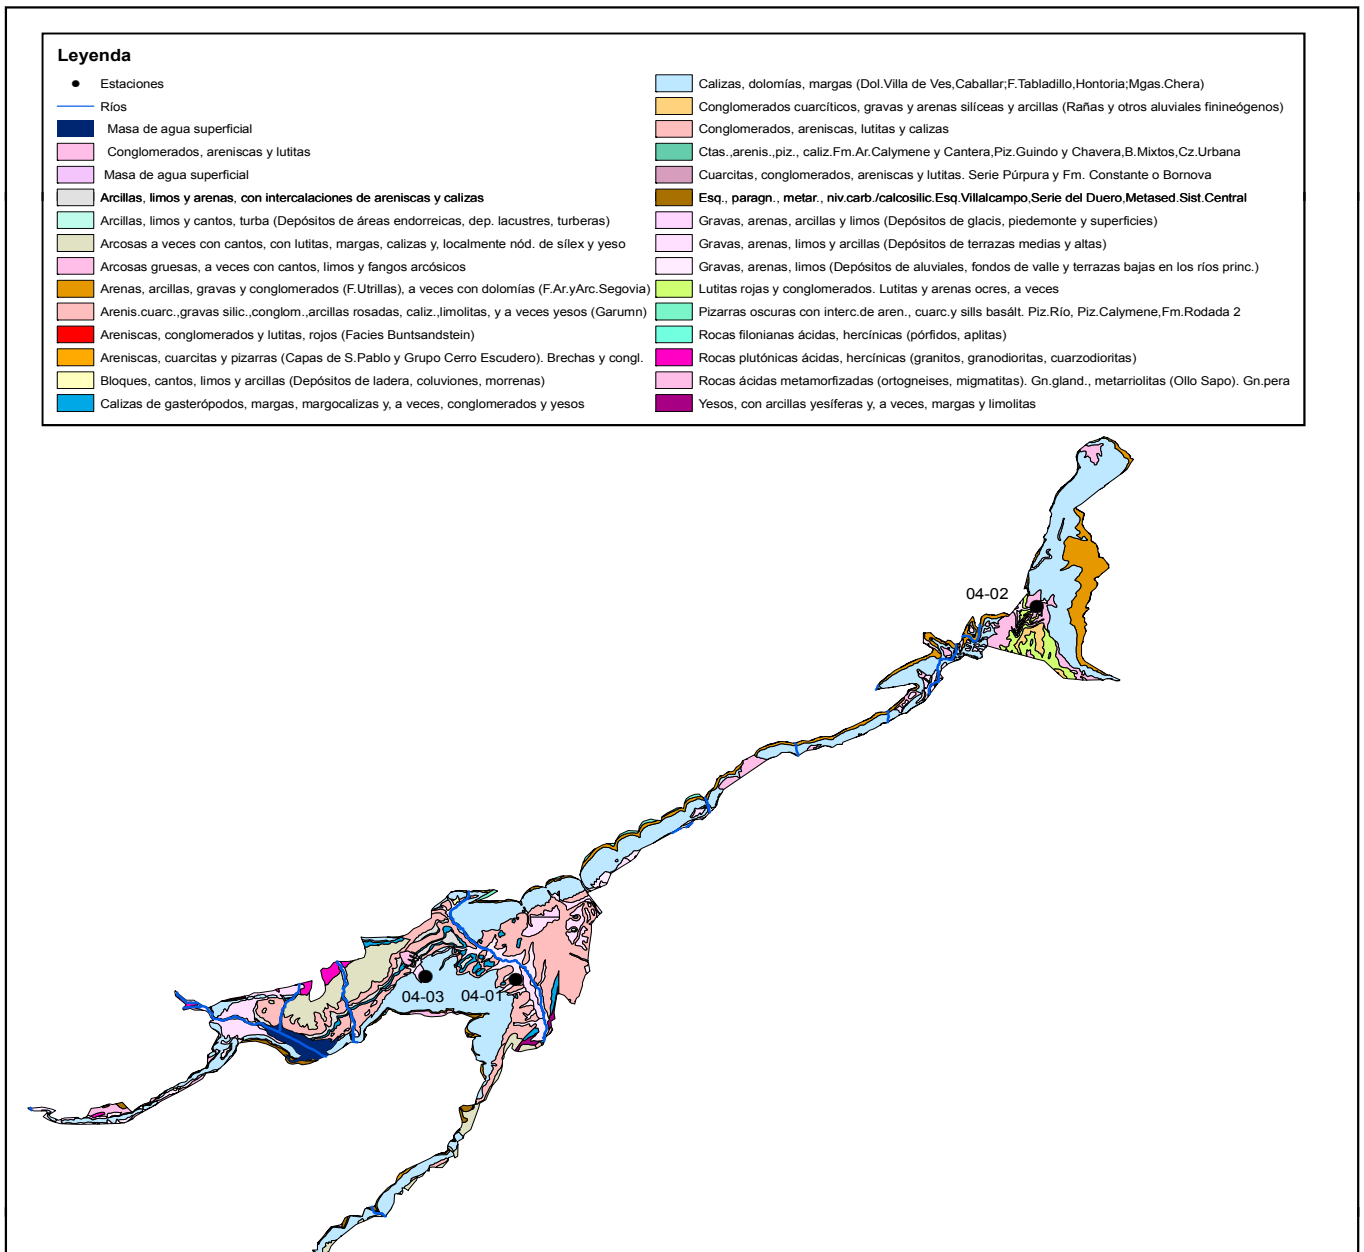 Leyenda
Estaciones
Ríos
Masa de agua superficial
Conglomerados, areniscas y lutitas
Masa de agua superficial
Arcillas, limos y arenas, con intercalaciones de areniscas y calizas
Arcillas, limos y cantos, turba (Depósitos de áreas endorreicas, dep. lacustres, turberas)
Arcosas a veces con cantos, con lutitas, margas, calizas y, localmente nód. de sílex y yeso
Arcosas gruesas, a veces con cantos, limos y fangos arcósicos
Arenas, arcillas, gravas y conglomerados (F.Utrillas), a veces con dolomías (F.Ar.yArc.Segovia)
Arenis.cuarc.,gravas silic.,conglom.,arcillas rosadas, caliz.,limolitas, y a veces yesos (Garumn)
Areniscas, conglomerados y lutitas, rojos (Facies Buntsandstein)
Areniscas, cuarcitas y pizarras (Capas de S.Pablo y Grupo Cerro Escudero). Brechas y congl.
Bloques, cantos, limos y arcillas (Depósitos de ladera, coluviones, morrenas)
Calizas de gasterópodos, margas, margocalizas y, a veces, conglomerados y yesos
Calizas, dolomías, margas (Dol.Villa de Ves,Caballar;F.Tabladillo,Hontoria;Mgas.Chera)
Conglomerados cuarcíticos, gravas y arenas silíceas y arcillas (Rañas y otros aluviales finineógenos)
Conglomerados, areniscas, lutitas y calizas
Ctas.,arenis.,piz., caliz.Fm.Ar.Calymene y Cantera,Piz.Guindo y Chavera,B.Mixtos,Cz.Urbana
Cuarcitas, conglomerados, areniscas y lutitas. Serie Púrpura y Fm. Constante o Bornova
Esq., paragn., metar., niv.carb./calcosilic.Esq.Villalcampo,Serie del Duero,Metased.Sist.Central
Gravas, arenas, arcillas y limos (Depósitos de glacis, piedemonte y superficies)
Gravas, arenas, limos y arcillas (Depósitos de terrazas medias y altas)
Gravas, arenas, limos (Depósitos de aluviales, fondos de valle y terrazas bajas en los ríos princ.)
Lutitas rojas y conglomerados. Lutitas y arenas ocres, a veces
Pizarras oscuras con interc.de aren., cuarc.y sills basált. Piz.Río, Piz.Calymene,Fm.Rodada 2
Rocas filonianas ácidas, hercínicas (pórfidos, aplitas)
Rocas plutónicas ácidas, hercínicas (granitos, granodioritas, cuarzodioritas)
Rocas ácidas metamorfizadas (ortogneises, migmatitas). Gn.gland., metarriolitas (Ollo Sapo). Gn.pera
Yesos, con arcillas yesíferas y, a veces, margas y limolitas
04-02
04-03
04-01